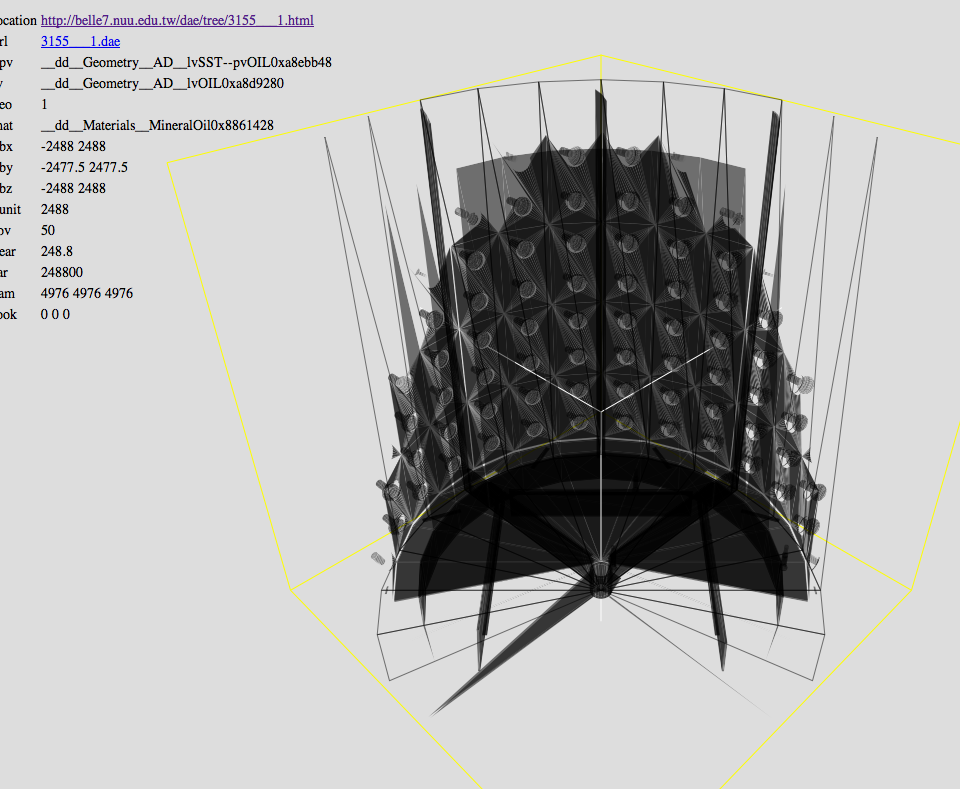 ocation http://belle7.nuu.edu.tw/dae/tree/3155___1.html
rl 3155___1.dae
pv __dd__Geometry__AD__lvSST--pvOIL0xa8ebb48
v __dd__Geometry__AD__lvOIL0xa8d9280
eo 1
nat __dd__Materials__MineralOil0x8861428
bx -2488 2488
by -2477.5 2477.5
bz -2488 2488
unit 2488
ov 50
ear 248.8
ar 248800
am 4976 4976 4976
ook 0 0 0